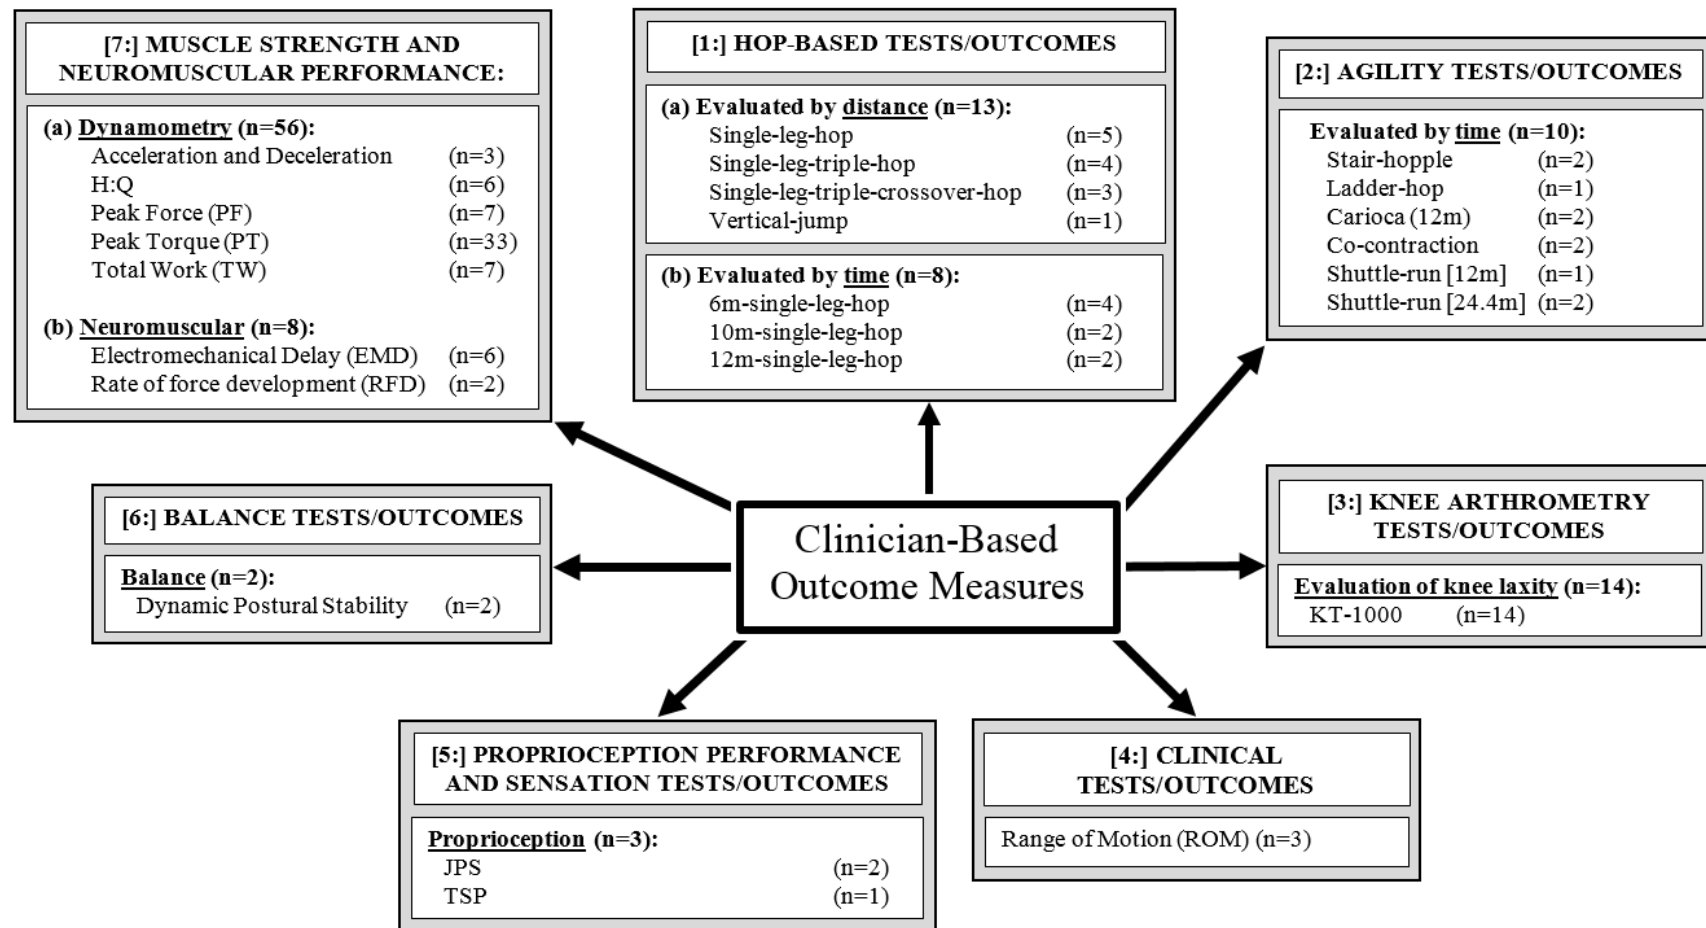 [7:] MUSCLE STRENGTH AND
NEUROMUSCULAR PERFORMANCE:
(a) Dynamometry (n=56):
Acceleration and Deceleration (n=3)
H:Q (n=6)
Peak Force (PF) (n=7)
Peak Torque (PT) (n=33)
Total Work (TW) (n=7)
(b) Neuromuscular (n=8):
Electromechanical Delay (EMD) (n=6)
Rate of force development (RFD) (n=2)
[1:] HOP-BASED TESTS/OUTCOMES
(a) Evaluated by distance (n=13):
Single-leg-hop (n=5)
Single-leg-triple-hop (n=4)
Single-leg-triple-crossover-hop (n=3)
Vertical-jump (n=1)
(b) Evaluated by time (n=8):
6m-single-leg-hop (n=4)
10m-single-leg-hop (n=2)
12m-single-leg-hop (n=2)
[2:] AGILITY TESTS/OUTCOMES
Evaluated by time (n=10):
Stair-hopple (n=2)
Ladder-hop (n=1)
Carioca (12m) (n=2)
Co-contraction (n=2)
Shuttle-run [12m] (n=1)
Shuttle-run [24.4m] (n=2)
[6:] BALANCE TESTS/OUTCOMES
Balance (n=2):
Dynamic Postural Stability (n=2)
Clinician-Based
Outcome Measures
[3:] KNEE ARTHROMETRY
TESTS/OUTCOMES
Evaluation of knee laxity (n=14):
KT-1000 (n=14)
[5:] PROPRIOCEPTION PERFORMANCE
AND SENSATION TESTS/OUTCOMES
Proprioception (n=3):
JPS (n=2)
TSP (n=1)
[4:] CLINICAL
TESTS/OUTCOMES
Range of Motion (ROM) (n=3)